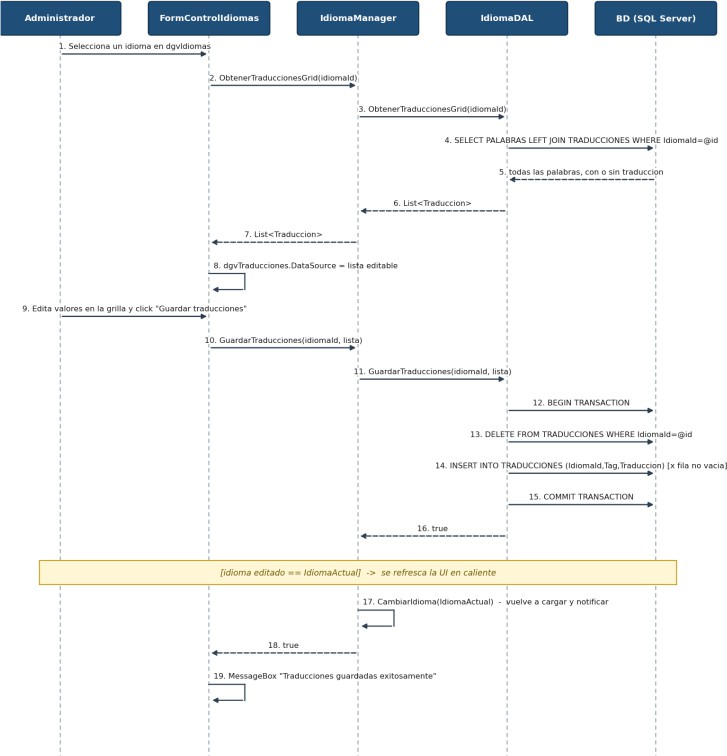 Administrador
FormControlIdiomas
IdiomaManager
IdiomaDAL
BD (SQL Server)
1. Selecciona un idioma en dgvIdiomas
2. ObtenerTraduccionesGrid(idiomaId)
3. ObtenerTraduccionesGrid(idiomaId)
4. SELECT PALABRAS LEFT JOIN TRADUCCIONES WHERE IdiomaId=@id
5. todas las palabras, con o sin traduccion
6. List<Traduccion>
7. List<Traduccion>
8. dgvTraducciones.DataSource = lista editable
9. Edita valores en la grilla y click "Guardar traducciones"
10. GuardarTraducciones(idiomaId, lista)
11. GuardarTraducciones(idiomaId, lista)
12. BEGIN TRANSACTION
13. DELETE FROM TRADUCCIONES WHERE IdiomaId=@id
14. INSERT INTO TRADUCCIONES (IdiomaId,Tag,Traduccion) [x fila no vacia]
15. COMMIT TRANSACTION
16. true
[idioma editado == IdiomaActual] -> se refresca la UI en caliente
17. CambiarIdioma(IdiomaActual) - vuelve a cargar y notificar
18. true
19. MessageBox "Traducciones guardadas exitosamente"